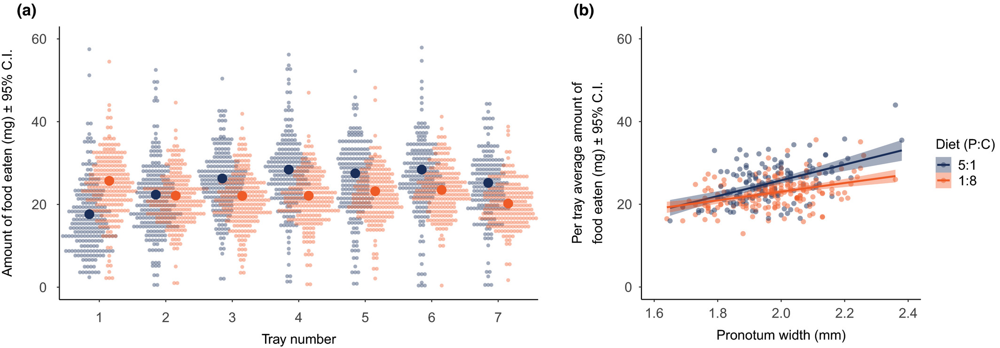 (a)
Amount of food eaten (mg) ± 95% C.I.
60
40
20
0
1 2 3 4 5 6 7
Tray number
(b)
Per tray average amount of
food eaten (mg) ± 95% C.I.
60
40
20
0
1.6 1.8 2.0 2.2 2.4
Pronotum width (mm)
Diet (P:C)
5:1
1:8